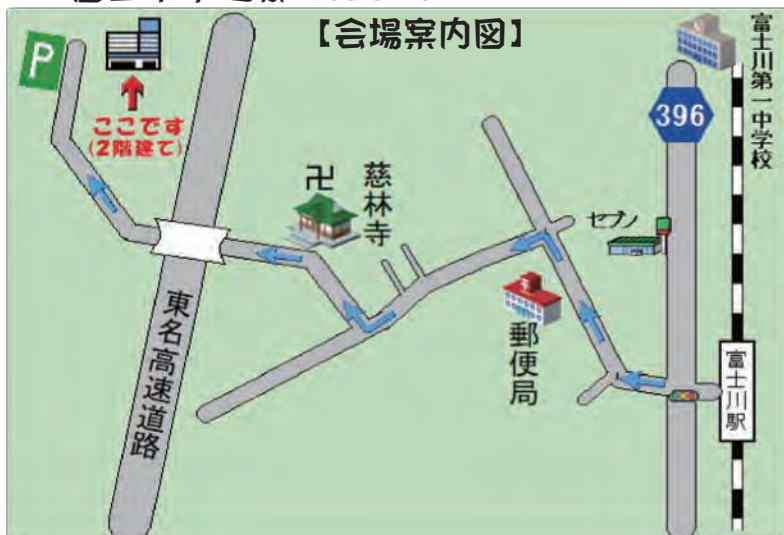 【会場案内図】
P
ここです
(2階建て)
卍
慈林寺
396
富士川第一中学校
セブン
郵便局
東名高速道路
富士川駅